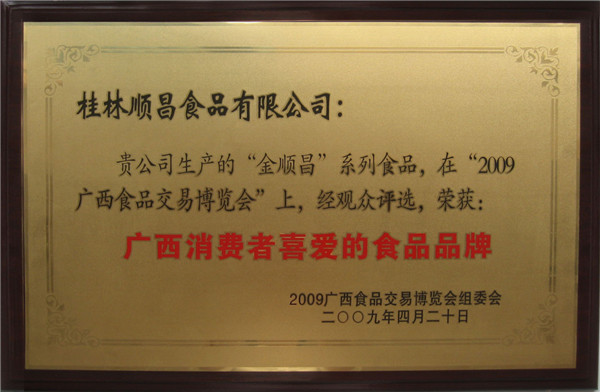 桂林顺昌食品有限公司：
贵公司生产的“金顺昌”系列食品，在“2009
广西食品交易博览会”上，经观众评选，荣获：
广西消费者喜爱的食品品牌
2009广西食品交易博览会组委会
二〇〇九年四月二十日